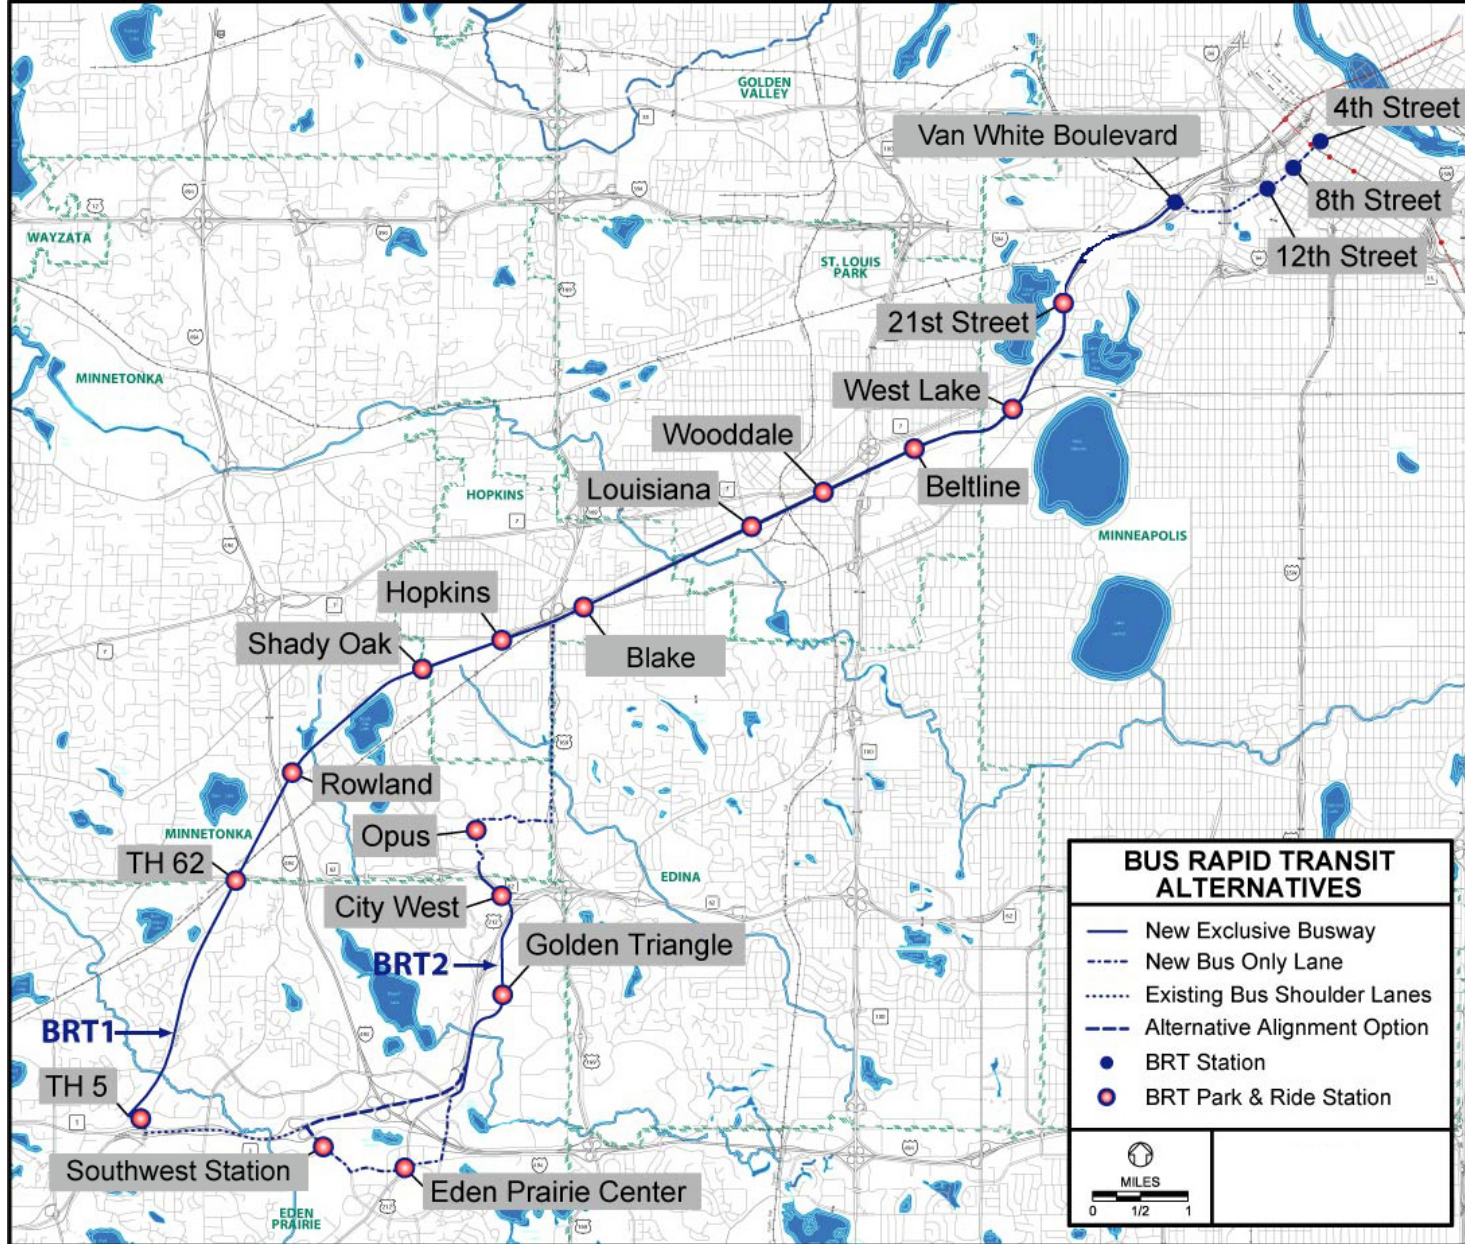 GOLDEN
VALLEY
4th Street
Van White Boulevard
8th Street
12th Street
WAYZATA
ST. LOUIS
PARK
21st Street
MINNETONKA
West Lake
Wooddale
Louisiana
Beltline
HOPKINS
MINNEAPOLIS
Hopkins
Shady Oak
Blake
Rowland
Opus
MINNETONKA
TH 62
EDINA
City West
Golden Triangle
BRT2
BRT1
TH 5
Southwest Station
Eden Prairie Center
EDEN
PRAIRIE
BUS RAPID TRANSIT
ALTERNATIVES
New Exclusive Busway
New Bus Only Lane
Existing Bus Shoulder Lanes
Alternative Alignment Option
BRT Station
BRT Park & Ride Station
MILES
0 1/2 1